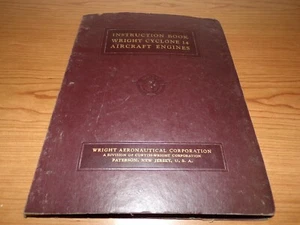 INSTRUCTION BOOK
WRIGHT CYCLONE 14
AIRCRAFT ENGINES
WRIGHT AERONAUTICAL CORPORATION
A DIVISION OF CURTISS-WRIGHT CORPORATION
PATERSON, NEW JERSEY, U. S. A.